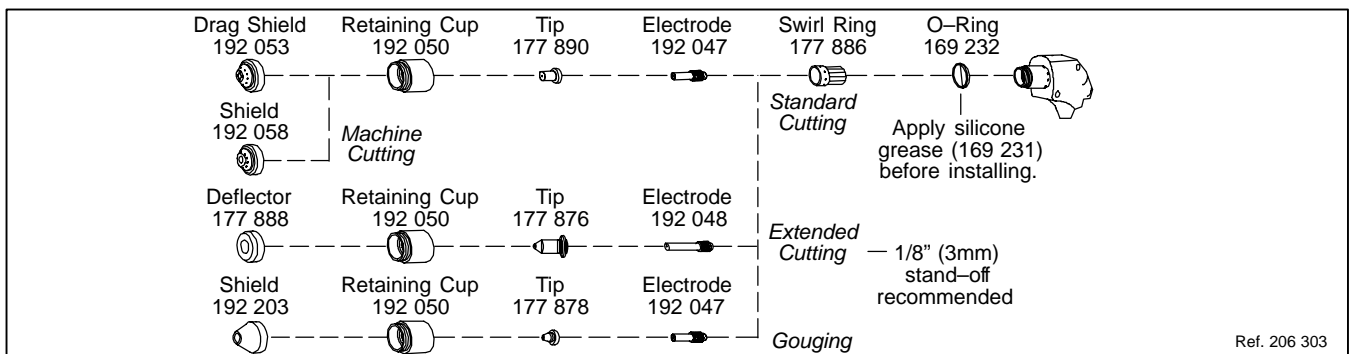 Drag Shield
192 053
Retaining Cup
192 050
Tip
177 890
Electrode
192 047
Swirl Ring
177 886
O–Ring
169 232
Shield
192 058
Machine
Cutting
Standard
Cutting
Apply silicone
grease (169 231)
before installing.
Deflector
177 888
Retaining Cup
192 050
Tip
177 876
Electrode
192 048
Extended
Cutting
1/8” (3mm)
stand–off
recommended
Shield
192 203
Retaining Cup
192 050
Tip
177 878
Electrode
192 047
Gouging
Ref. 206 303